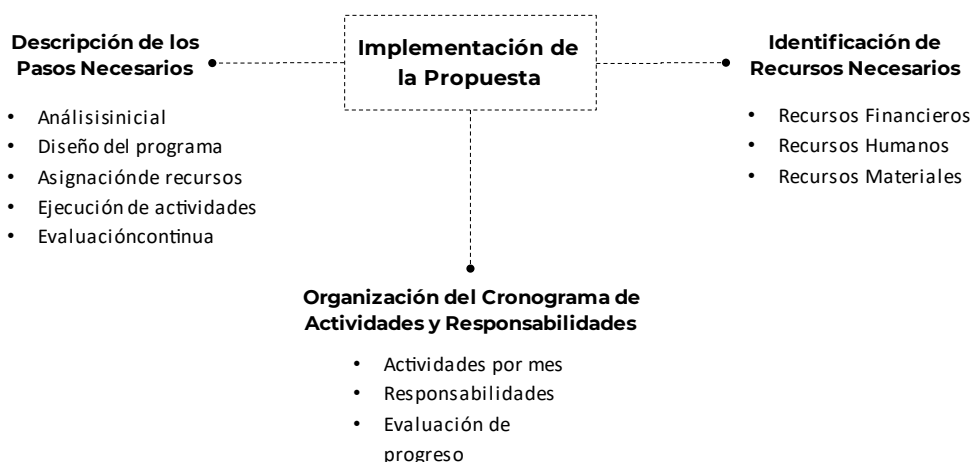 Implementación de
la Propuesta
Descripción de los
Pasos Necesarios
• Análisisinicial
• Diseño del programa
• Asignaciónde recursos
• Ejecución de actividades
• Evaluacióncontinua
Identificación de
Recursos Necesarios
• Recursos Financieros
• Recursos Humanos
• Recursos Materiales
Organización del Cronograma de
Actividades y Responsabilidades
• Actividades por mes
• Responsabilidades
• Evaluación de
progreso